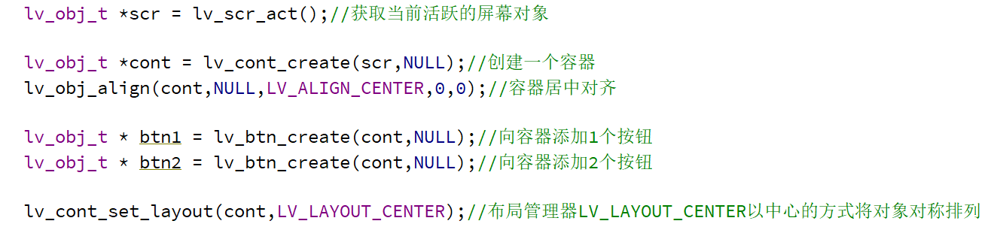 lv_obj_t *scr = lv_scr_act();//获取当前活跃的屏幕对象
lv_obj_t *cont = lv_cont_create(scr,NULL);//创建一个容器
lv_obj_align(cont,NULL,LV_ALIGN_CENTER,0,0);//容器居中对齐
lv_obj_t * btn1 = lv_btn_create(cont,NULL);//向容器添加1个按钮
lv_obj_t * btn2 = lv_btn_create(cont,NULL);//向容器添加2个按钮
lv_cont_set_layout(cont,LV_LAYOUT_CENTER);//布局管理器LV_LAYOUT_CENTER以中心的方式将对象对称排列